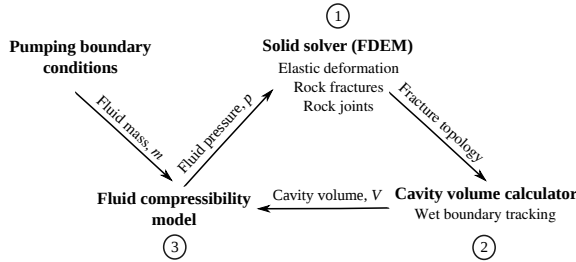 1
Solid solver (FDEM)
Elastic deformation
Rock fractures
Rock joints
Pumping boundary
conditions
Fluid mass, m
Fluid pressure, p
Fracture topology
Fluid compressibility
model
3
Cavity volume, V
Cavity volume calculator
Wet boundary tracking
2